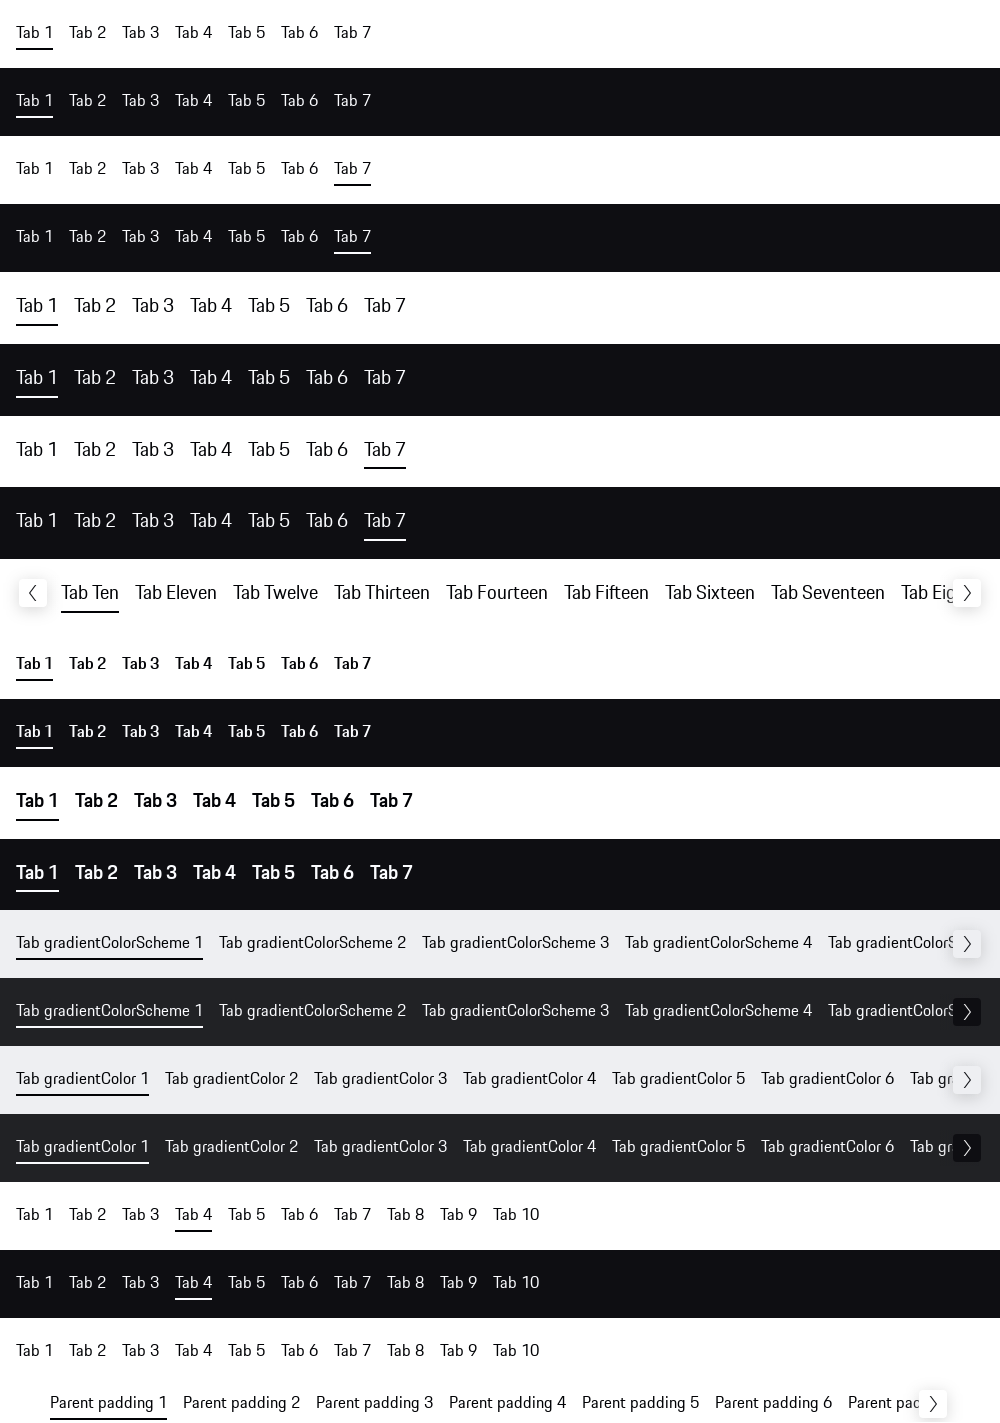 Tab 1 Tab 2 Tab 3 Tab 4 Tab 5 Tab 6 Tab 7
Tab 1 Tab 2 Tab 3 Tab 4 Tab 5 Tab 6 Tab 7
Tab 1 Tab 2 Tab 3 Tab 4 Tab 5 Tab 6 Tab 7
Tab 1 Tab 2 Tab 3 Tab 4 Tab 5 Tab 6 Tab 7
Tab 1 Tab 2 Tab 3 Tab 4 Tab 5 Tab 6 Tab 7
Tab 1 Tab 2 Tab 3 Tab 4 Tab 5 Tab 6 Tab 7
Tab 1 Tab 2 Tab 3 Tab 4 Tab 5 Tab 6 Tab 7
Tab 1 Tab 2 Tab 3 Tab 4 Tab 5 Tab 6 Tab 7
Tab Ten Tab Eleven Tab Twelve Tab Thirteen Tab Fourteen Tab Fifteen Tab Sixteen Tab Seventeen Tab Eig
Tab 1 Tab 2 Tab 3 Tab 4 Tab 5 Tab 6 Tab 7
Tab 1 Tab 2 Tab 3 Tab 4 Tab 5 Tab 6 Tab 7
Tab 1 Tab 2 Tab 3 Tab 4 Tab 5 Tab 6 Tab 7
Tab 1 Tab 2 Tab 3 Tab 4 Tab 5 Tab 6 Tab 7
Tab gradientColorScheme 1 Tab gradientColorScheme 2 Tab gradientColorScheme 3 Tab gradientColorScheme 4 Tab gradientColorS
Tab gradientColorScheme 1 Tab gradientColorScheme 2 Tab gradientColorScheme 3 Tab gradientColorScheme 4 Tab gradientColorS
Tab gradientColor 1 Tab gradientColor 2 Tab gradientColor 3 Tab gradientColor 4 Tab gradientColor 5 Tab gradientColor 6 Tab gr
Tab gradientColor 1 Tab gradientColor 2 Tab gradientColor 3 Tab gradientColor 4 Tab gradientColor 5 Tab gradientColor 6 Tab gr
Tab 1 Tab 2 Tab 3 Tab 4 Tab 5 Tab 6 Tab 7 Tab 8 Tab 9 Tab 10
Tab 1 Tab 2 Tab 3 Tab 4 Tab 5 Tab 6 Tab 7 Tab 8 Tab 9 Tab 10
Tab 1 Tab 2 Tab 3 Tab 4 Tab 5 Tab 6 Tab 7 Tab 8 Tab 9 Tab 10
Parent padding 1 Parent padding 2 Parent padding 3 Parent padding 4 Parent padding 5 Parent padding 6 Parent pad